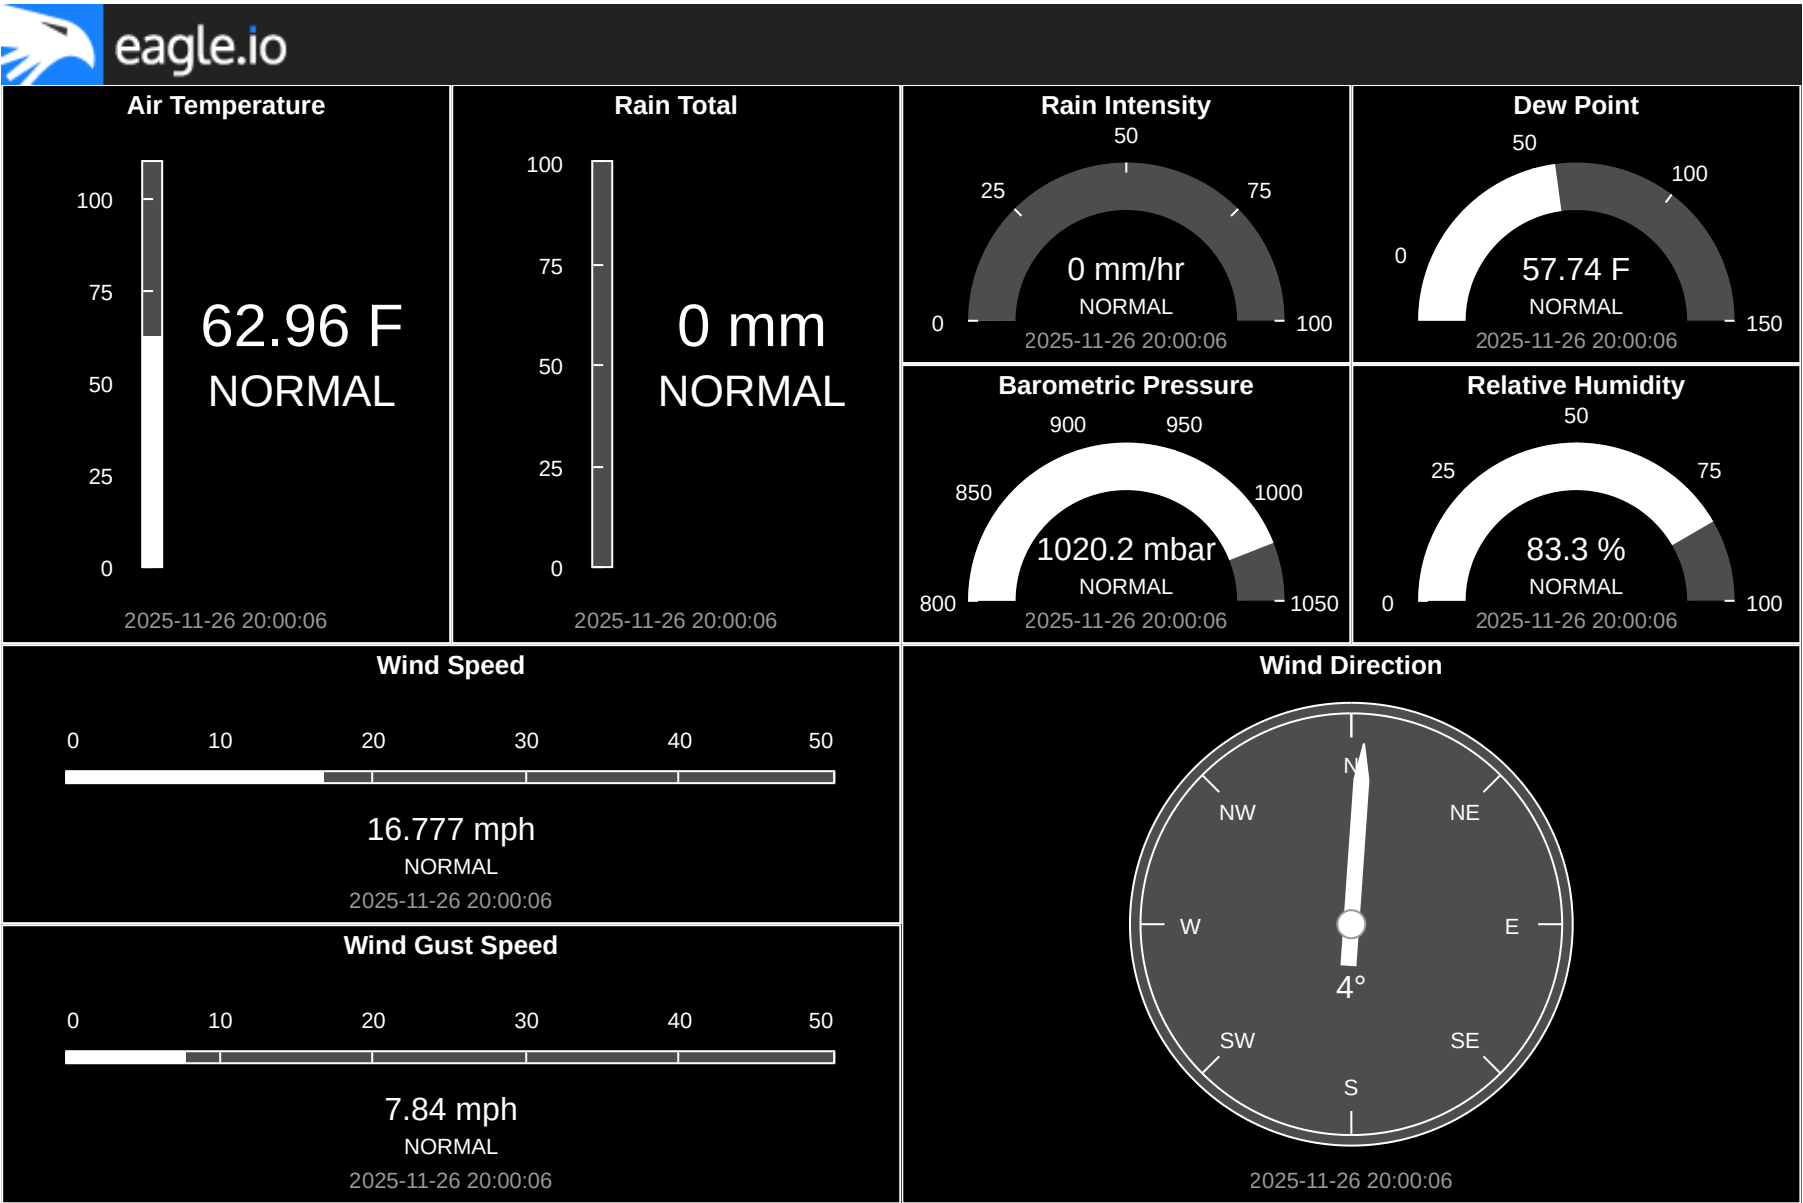 eagle.io
Air Temperature
100
75
50
25
0
62.96 F
NORMAL
2025-11-26 20:00:06
Rain Total
100
75
50
25
0
0 mm
NORMAL
2025-11-26 20:00:06
Rain Intensity
50
25
75
0
100
0 mm/hr
NORMAL
2025-11-26 20:00:06
Dew Point
50
100
0
150
57.74 F
NORMAL
2025-11-26 20:00:06
Barometric Pressure
900
950
850
1000
800
1050
1020.2 mbar
NORMAL
2025-11-26 20:00:06
Relative Humidity
50
25
75
0
100
83.3 %
NORMAL
2025-11-26 20:00:06
Wind Speed
0 10 20 30 40 50
16.777 mph
NORMAL
2025-11-26 20:00:06
Wind Gust Speed
0 10 20 30 40 50
7.84 mph
NORMAL
2025-11-26 20:00:06
Wind Direction
N
NW
NE
W
E
4°
SW
SE
S
2025-11-26 20:00:06